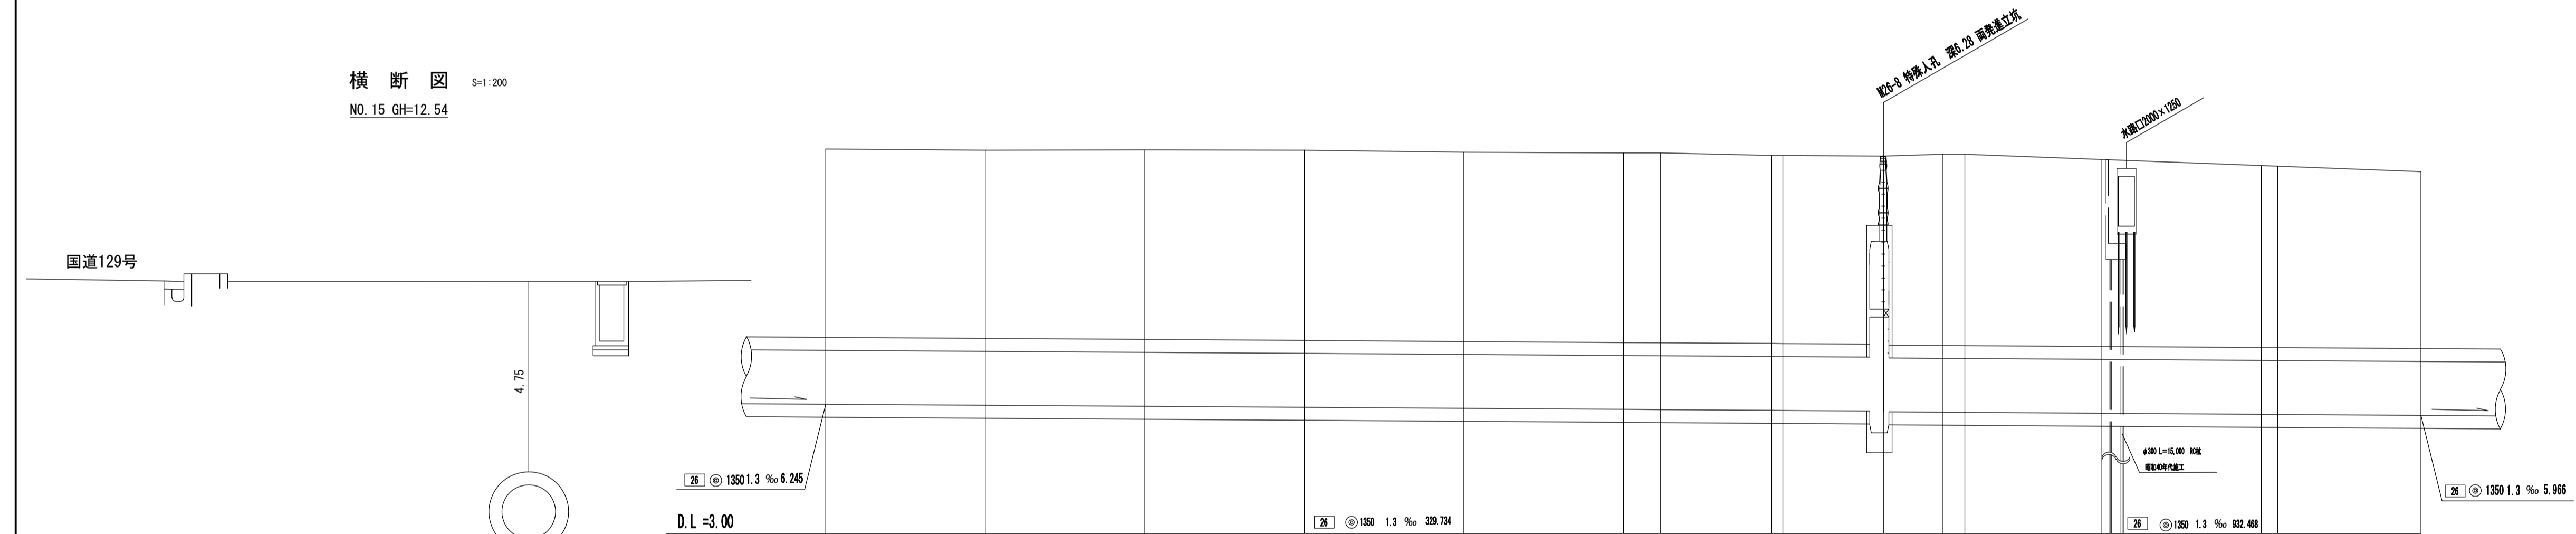 横断図 S=1:200
NO.15 GH=12.54
国道129号
4.75
M26-8 特殊人孔 深6.28 両発進立坑
水路口2000×1250
26 ◎ 1350 1.3 ‰ 6.245
D.L =3.00
26 ◎ 1350 1.3 ‰ 329.734
φ300 L=15,000 RC杭
昭和40年代施工
26 ◎ 1350 1.3 ‰ 932.468
26 ◎ 1350 1.3 ‰ 5.966